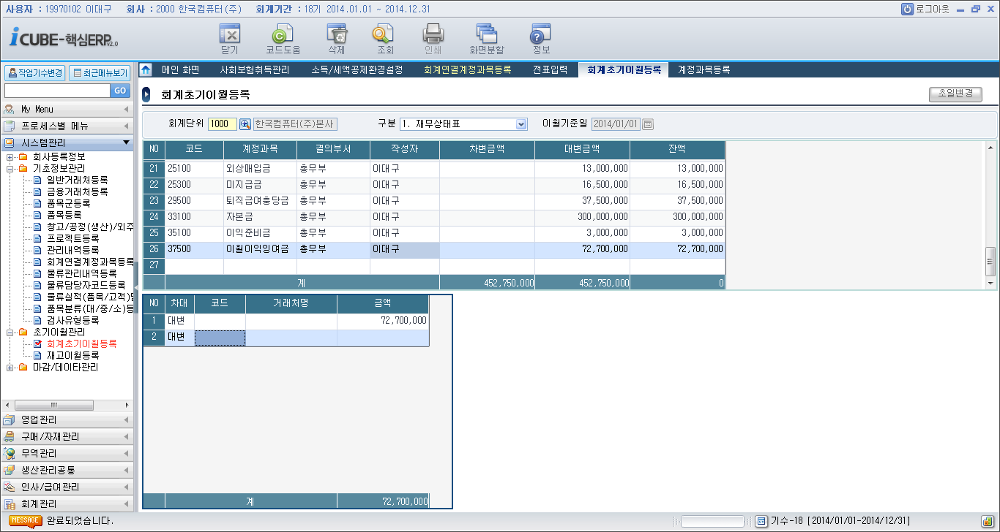 사용자 : 19970102 이대구 회사 : 2000 한국컴퓨터(주) 회계기간 : 18기 2014.01.01 ~ 2014.12.31 로그아웃
iCUBE-핵심ERP v2.0
닫기 코드도움 삭제 조회 인쇄 화면분할 정보
작업기수변경 최근메뉴보기
메인 화면 사회보험취득관리 소득/세액공제환경설정 회계연결계정과목등록 전표입력 회계초기이월등록 계정과목등록
GO
회계초기이월등록 초일변경
My Menu
프로세스별 메뉴
시스템관리
회사등록정보
기초정보관리
일반거래처등록
금융거래처등록
품목군등록
품목등록
창고/공정(생산)/외주
프로젝트등록
관리내역등록
회계연결계정과목등록
물류관리내역등록
물류담당자코드등록
물류실적(품목/고객)담
품목분류(대/중/소)등
검사유형등록
초기이월관리
회계초기이월등록
재고이월등록
마감/데이타관리
영업관리
구매/자재관리
무역관리
생산관리공통
인사/급여관리
회계관리
회계단위 1000 한국컴퓨터(주)본사 구분 1. 재무상태표 이월기준일 2014/01/01
NO 코드 계정과목 결의부서 작성자 차변금액 대변금액 잔액
21 25100 외상매입금 총무부 이대구 13,000,000 13,000,000
22 25300 미지급금 총무부 이대구 16,500,000 16,500,000
23 29500 퇴직급여충당금 총무부 이대구 37,500,000 37,500,000
24 33100 자본금 총무부 이대구 300,000,000 300,000,000
25 35100 이익준비금 총무부 이대구 3,000,000 3,000,000
26 37500 이월이익잉여금 총무부 이대구 72,700,000 72,700,000
27
계 452,750,000 452,750,000 0
NO 차대 코드 거래처명 금액
1 대변 72,700,000
2 대변
계 72,700,000
MESSAGE 완료되었습니다. 기수-18 [2014/01/01-2014/12/31]